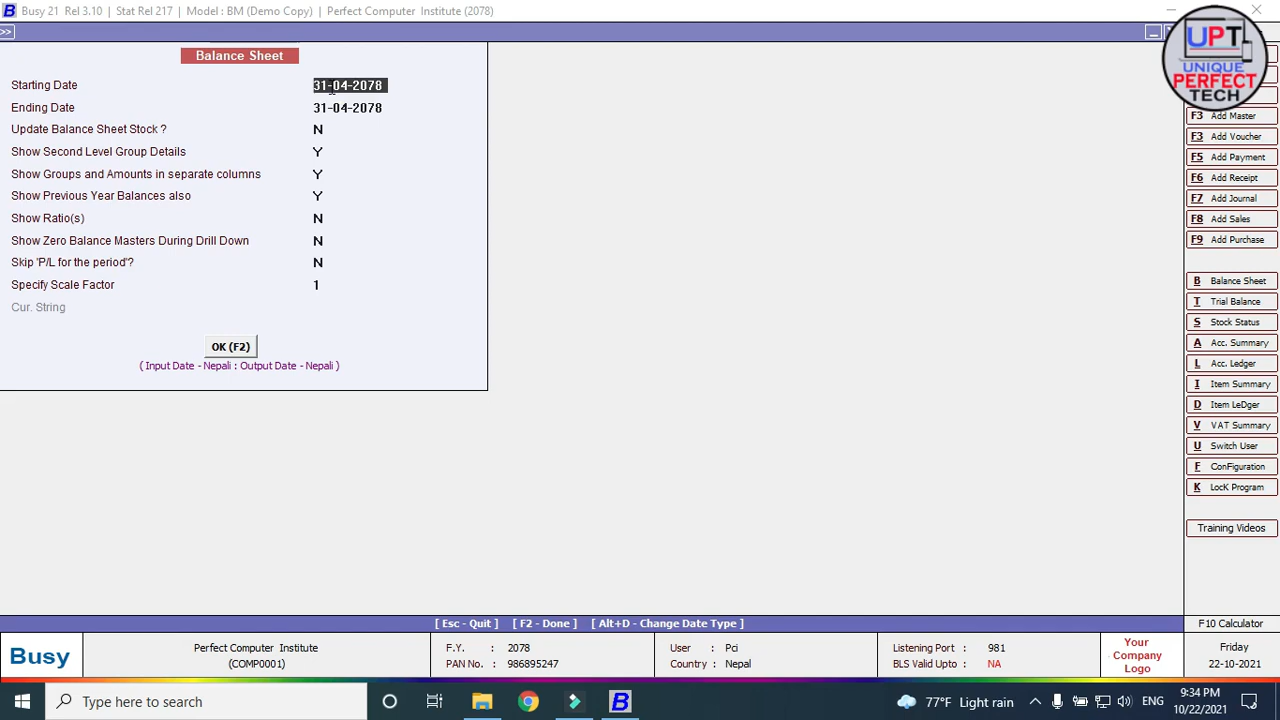 Busy 21 Rel 3.10 | Stat Rel 217 | Model : BM (Demo Copy) | Perfect Computer Institute (2078)
>>
UPT
UNIQUE
PERFECT
TECH
Balance Sheet
Starting Date 31-04-2078
Ending Date 31-04-2078
Update Balance Sheet Stock ? N
Show Second Level Group Details Y
Show Groups and Amounts in separate columns Y
Show Previous Year Balances also Y
Show Ratio(s) N
Show Zero Balance Masters During Drill Down N
Skip 'P/L for the period'? N
Specify Scale Factor 1
Cur. String
OK (F2)
( Input Date - Nepali : Output Date - Nepali )
F3 Add Master
F3 Add Voucher
F5 Add Payment
F6 Add Receipt
F7 Add Journal
F8 Add Sales
F9 Add Purchase
B Balance Sheet
T Trial Balance
S Stock Status
A Acc. Summary
L Acc. Ledger
I Item Summary
D Item LeDger
V VAT Summary
U Switch User
F ConFiguration
K LocK Program
Training Videos
[ Esc - Quit ] [ F2 - Done ] [ Alt+D - Change Date Type ]
F10 Calculator
Busy
Perfect Computer Institute
(COMP0001)
F.Y. : 2078
PAN No. : 986895247
User : Pci
Country : Nepal
Listening Port : 981
BLS Valid Upto : NA
Your
Company
Logo
Friday
22-10-2021
Type here to search
77°F Light rain
ENG
9:34 PM
10/22/2021